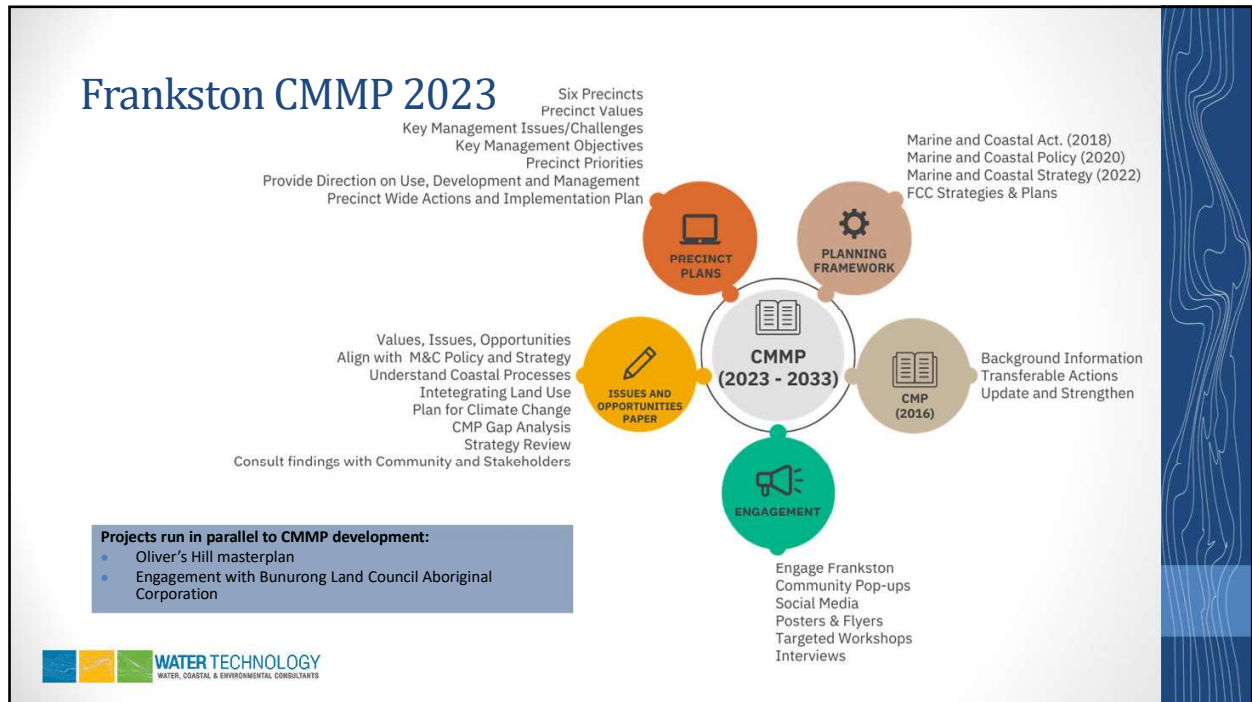 Frankston CMMP 2023
Six Precincts
Precinct Values
Key Management Issues/Challenges
Key Management Objectives
Precinct Priorities
Provide Direction on Use, Development and Management
Precinct Wide Actions and Implementation Plan
PRECINCT
PLANS
Marine and Coastal Act. (2018)
Marine and Coastal Policy (2020)
Marine and Coastal Strategy (2022)
FCC Strategies & Plans
PLANNING
FRAMEWORK
Values, Issues, Opportunities
Align with M&C Policy and Strategy
Understand Coastal Processes
Intetegrating Land Use
Plan for Climate Change
CMP Gap Analysis
Strategy Review
Consult findings with Community and Stakeholders
ISSUES AND
OPPORTUNITIES
PAPER
CMMP
(2023 - 2033)
CMP
(2016)
Background Information
Transferable Actions
Update and Strengthen
ENGAGEMENT
Engage Frankston
Community Pop-ups
Social Media
Posters & Flyers
Targeted Workshops
Interviews
Projects run in parallel to CMMP development:
Oliver’s Hill masterplan
Engagement with Bunurong Land Council Aboriginal
Corporation
WATER TECHNOLOGY
WATER, COASTAL & ENVIRONMENTAL CONSULTANTS